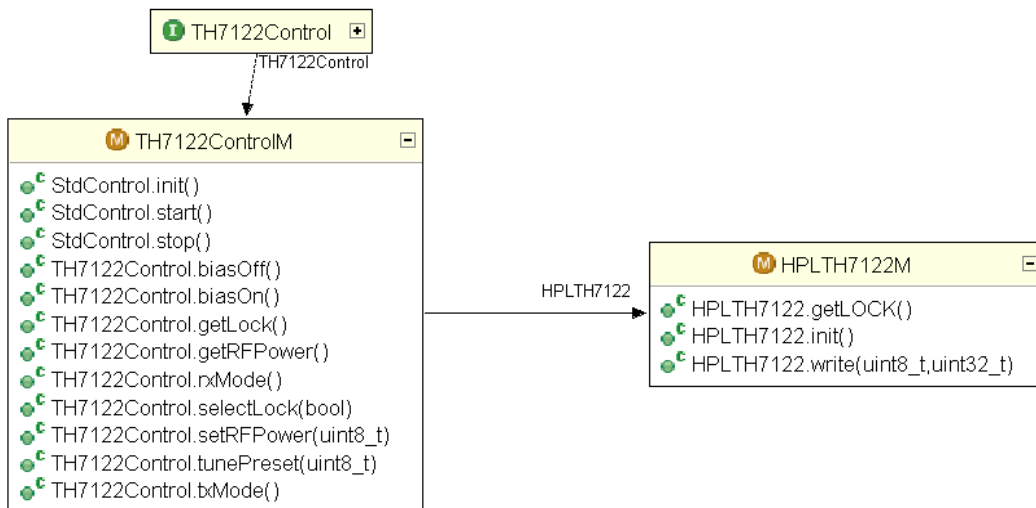 I TH7122Control +
TH7122Control
M TH7122ControlM -
C StdControl.init()
C StdControl.start()
C StdControl.stop()
C TH7122Control.biasOff()
C TH7122Control.biasOn()
C TH7122Control.getLock()
C TH7122Control.getRFPower()
C TH7122Control.rxMode()
C TH7122Control.selectLock(bool)
C TH7122Control.setRFPower(uint8_t)
C TH7122Control.tunePreset(uint8_t)
C TH7122Control.txMode()
HPLTH7122
M HPLTH7122M -
C HPLTH7122.getLOCK()
C HPLTH7122.init()
C HPLTH7122.write(uint8_t,uint32_t)